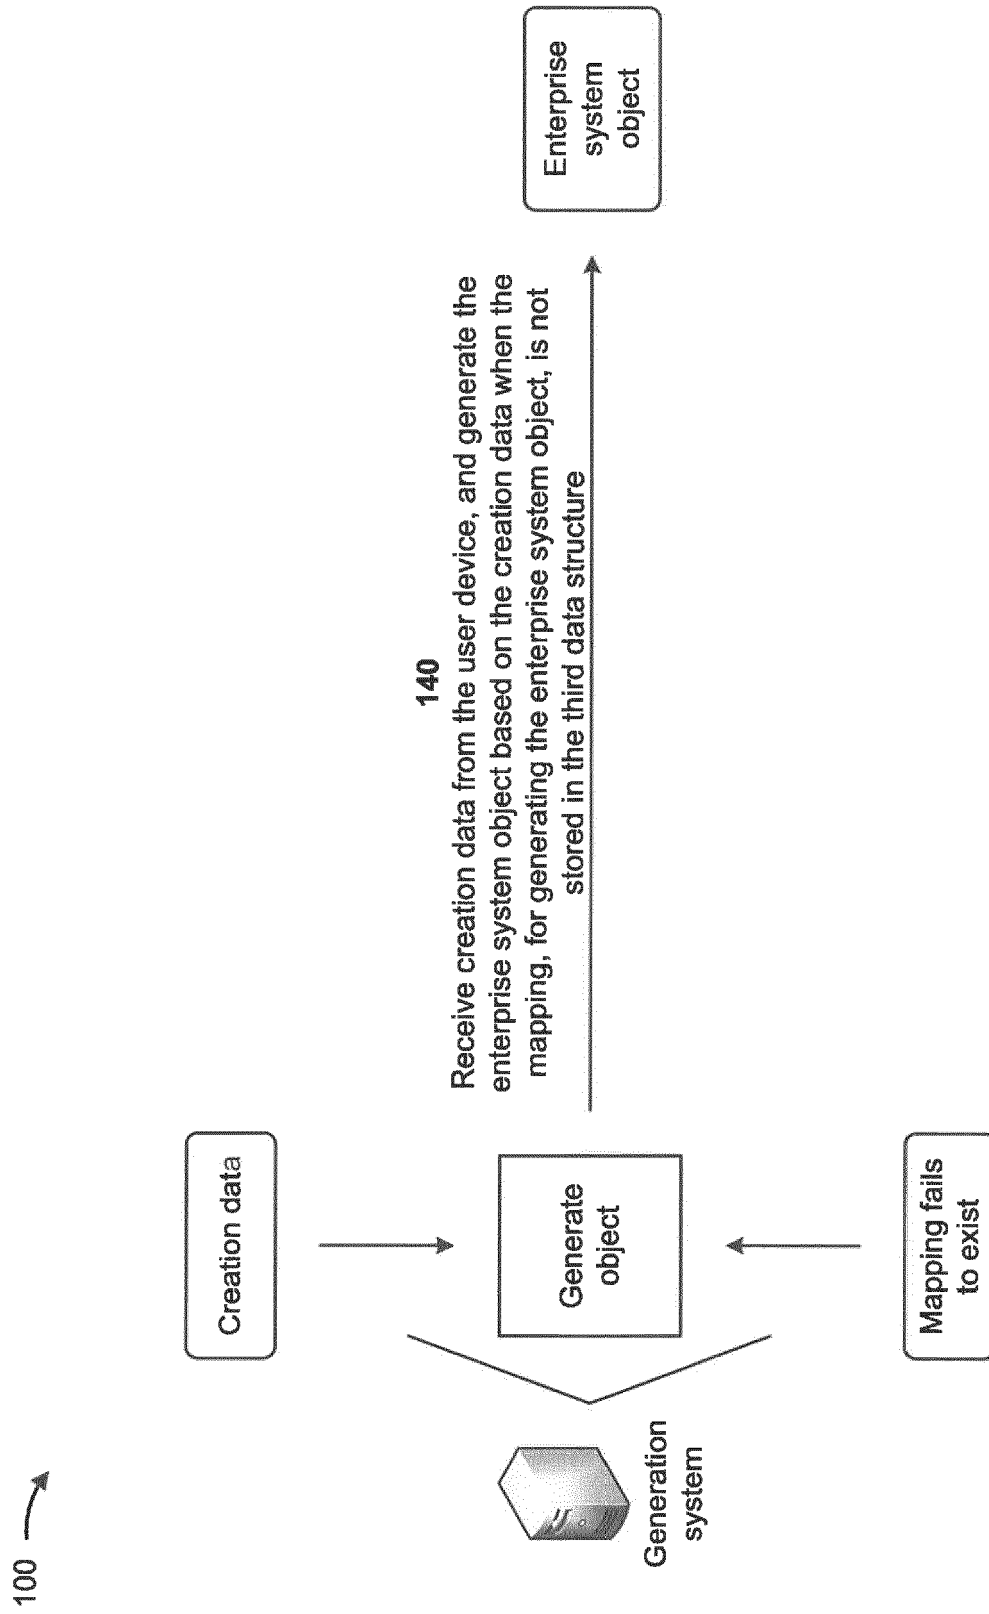 100
Creation data
140
Receive creation data from the user device, and generate the
enterprise system object based on the creation data when the
mapping, for generating the enterprise system object, is not
stored in the third data structure
Generation
system
Generate
object
Enterprise
system
object
Mapping fails
to exist